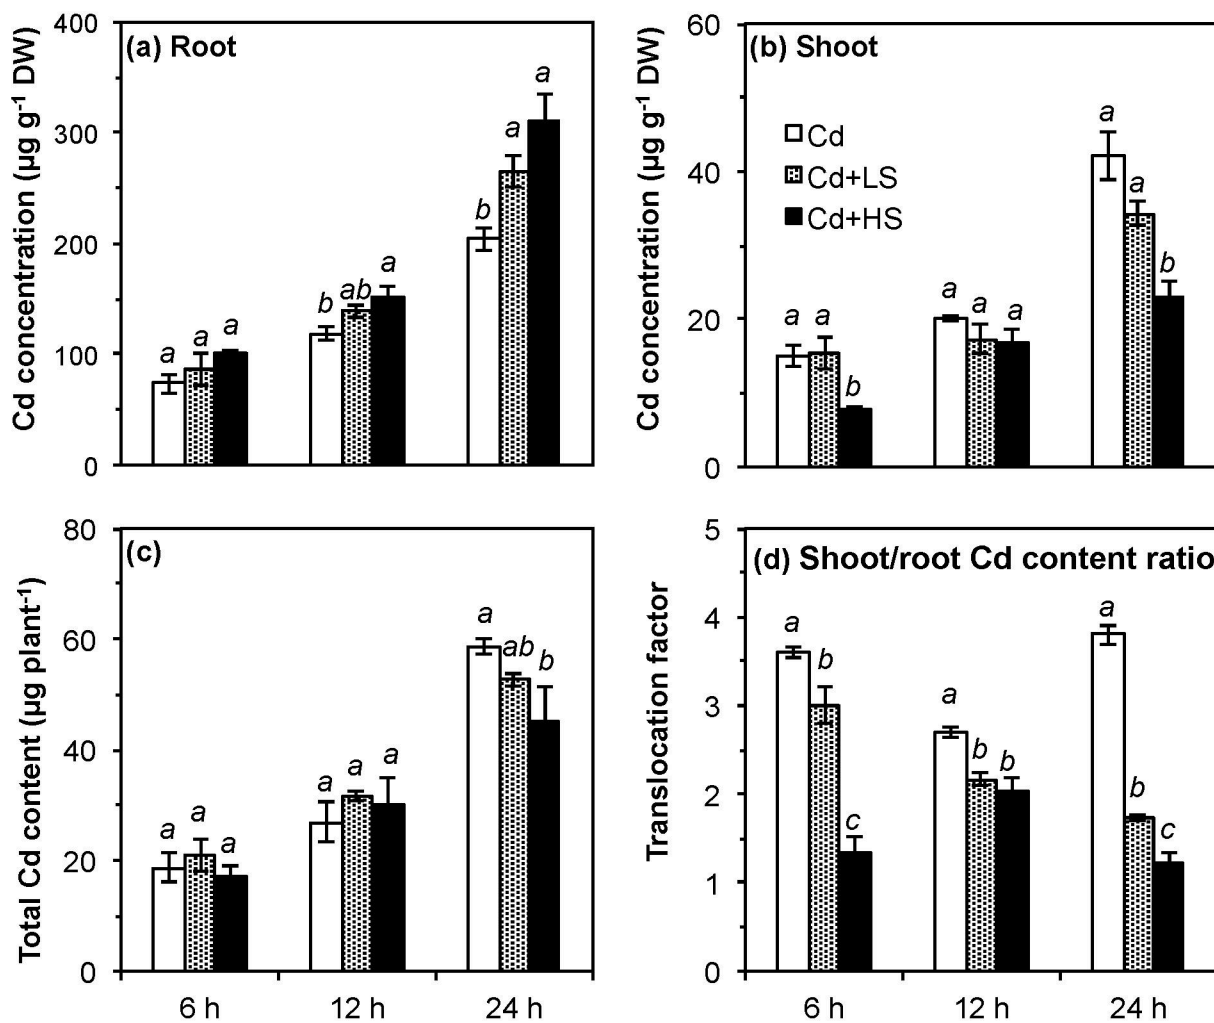 (a) Root
Cd concentration (µg g⁻¹ DW)
400
300
200
100
0
a
a
a
b
ab
a
b
a
a
(b) Shoot
Cd concentration (µg g⁻¹ DW)
60
40
20
0
Cd
Cd+LS
Cd+HS
a
a
b
a
a
a
a
a
b
(c)
Total Cd content (µg plant⁻¹)
80
60
40
20
0
a
a
a
a
a
a
a
ab
b
6 h
12 h
24 h
(d) Shoot/root Cd content ratio
Translocation factor
5
4
3
2
1
0
a
b
c
a
b
b
a
b
c
6 h
12 h
24 h